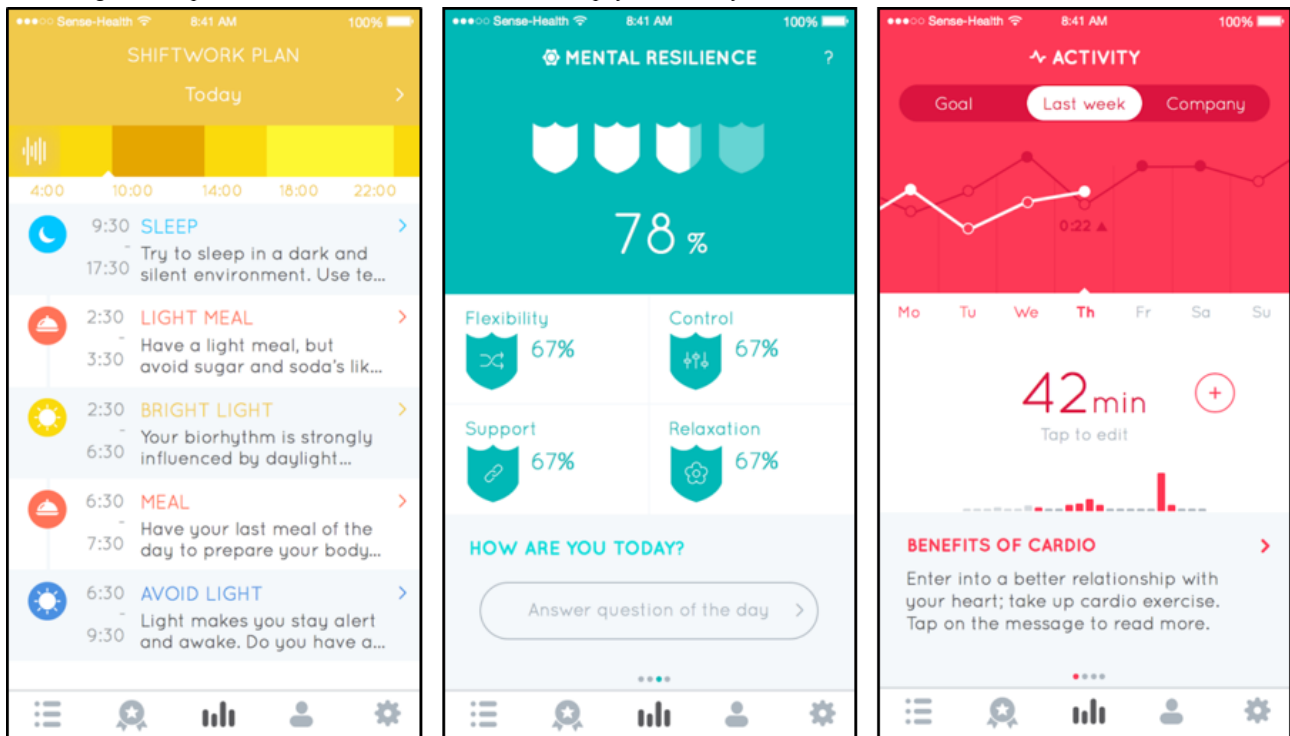 ●●●○○ Sense-Health 8:41 AM 100%
SHIFTWORK PLAN
Today >
4:00 10:00 14:00 18:00 22:00
9:30 SLEEP >
-
17:30
Try to sleep in a dark and
silent environment. Use te...
2:30 LIGHT MEAL >
-
3:30
Have a light meal, but
avoid sugar and soda's lik...
2:30 BRIGHT LIGHT >
-
6:30
Your biorhythm is strongly
influenced by daylight...
6:30 MEAL >
-
7:30
Have your last meal of the
day to prepare your body...
6:30 AVOID LIGHT >
-
9:30
Light makes you stay alert
and awake. Do you have a...
●●●○○ Sense-Health 8:41 AM 100%
MENTAL RESILIENCE ?
78 %
Flexibility
67%
Control
67%
Support
67%
Relaxation
67%
HOW ARE YOU TODAY?
Answer question of the day >
●●●○○ Sense-Health 8:41 AM 100%
ACTIVITY
Goal Last week Company
0:22 ▲
Mo Tu We Th Fr Sa Su
42min +
Tap to edit
BENEFITS OF CARDIO >
Enter into a better relationship with
your heart; take up cardio exercise.
Tap on the message to read more.